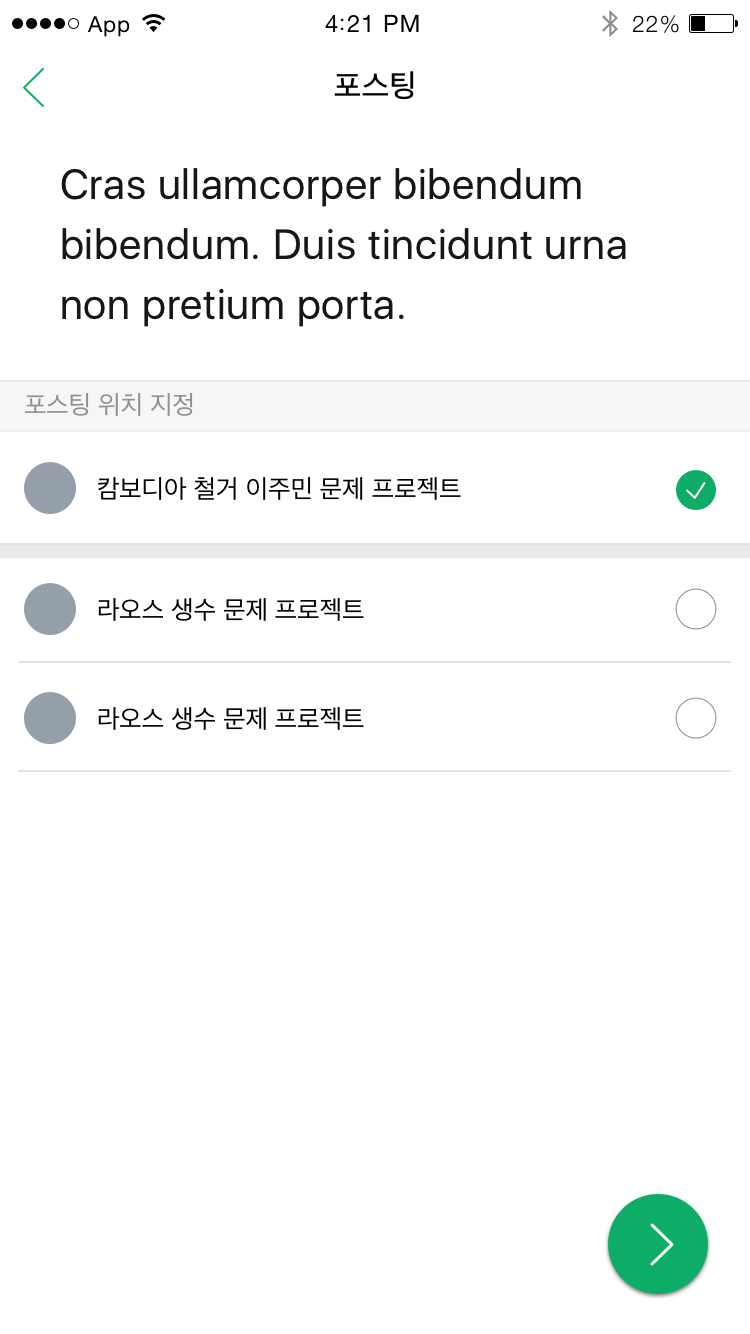 App 4:21 PM 22%
포스팅
Cras ullamcorper bibendum
bibendum. Duis tincidunt urna
non pretium porta.
포스팅 위치 지정
캄보디아 철거 이주민 문제 프로젝트
라오스 생수 문제 프로젝트
라오스 생수 문제 프로젝트